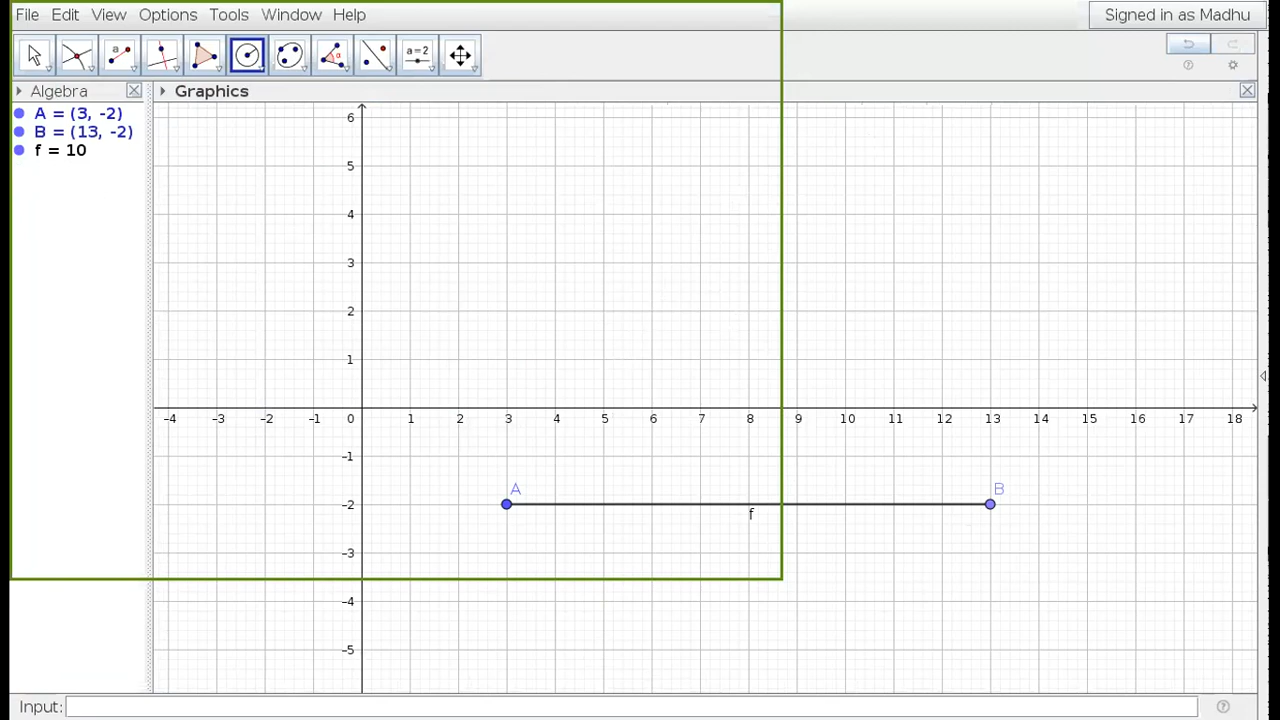 File Edit View Options Tools Window Help
Signed in as Madhu
a
α
a=2
Algebra
Graphics
A = (3, -2)
B = (13, -2)
f = 10
6
5
4
3
2
1
-4 -3 -2 -1 0 1 2 3 4 5 6 7 8 9 10 11 12 13 14 15 16 17 18
-1
A
B
-2
f
-3
-4
-5
Input: